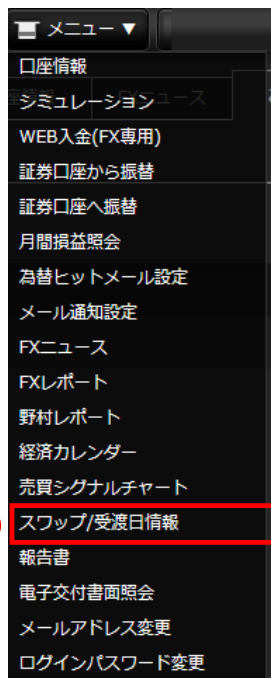 メニュー ▼
口座情報
シミュレーション
WEB入金(FX専用)
証券口座から振替
証券口座へ振替
月間損益照会
為替ヒットメール設定
メール通知設定
FXニュース
FXレポート
野村レポート
経済カレンダー
売買シグナルチャート
スワップ/受渡日情報
報告書
電子交付書面照会
メールアドレス変更
ログインパスワード変更